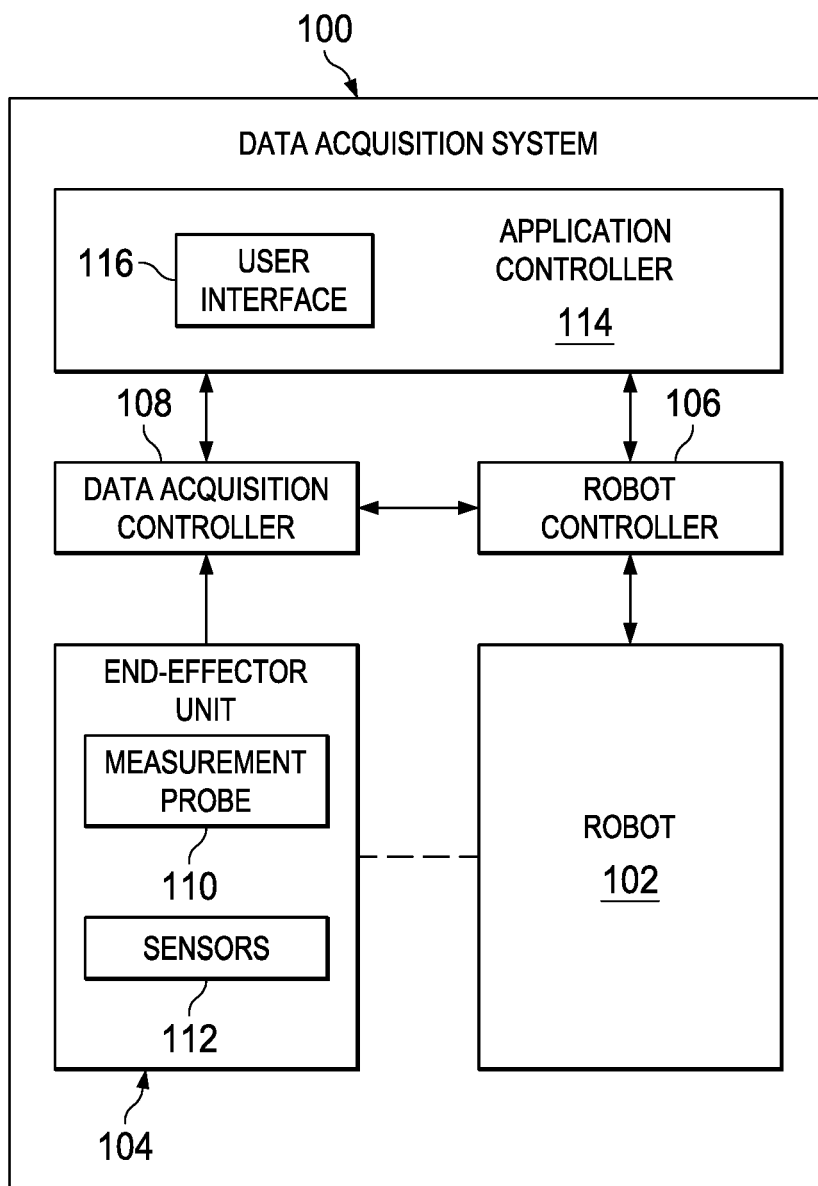 100
DATA ACQUISITION SYSTEM
116
USER
INTERFACE
APPLICATION
CONTROLLER
114
108
106
DATA ACQUISITION
CONTROLLER
ROBOT
CONTROLLER
END-EFFECTOR
UNIT
MEASUREMENT
PROBE
110
SENSORS
112
104
ROBOT
102